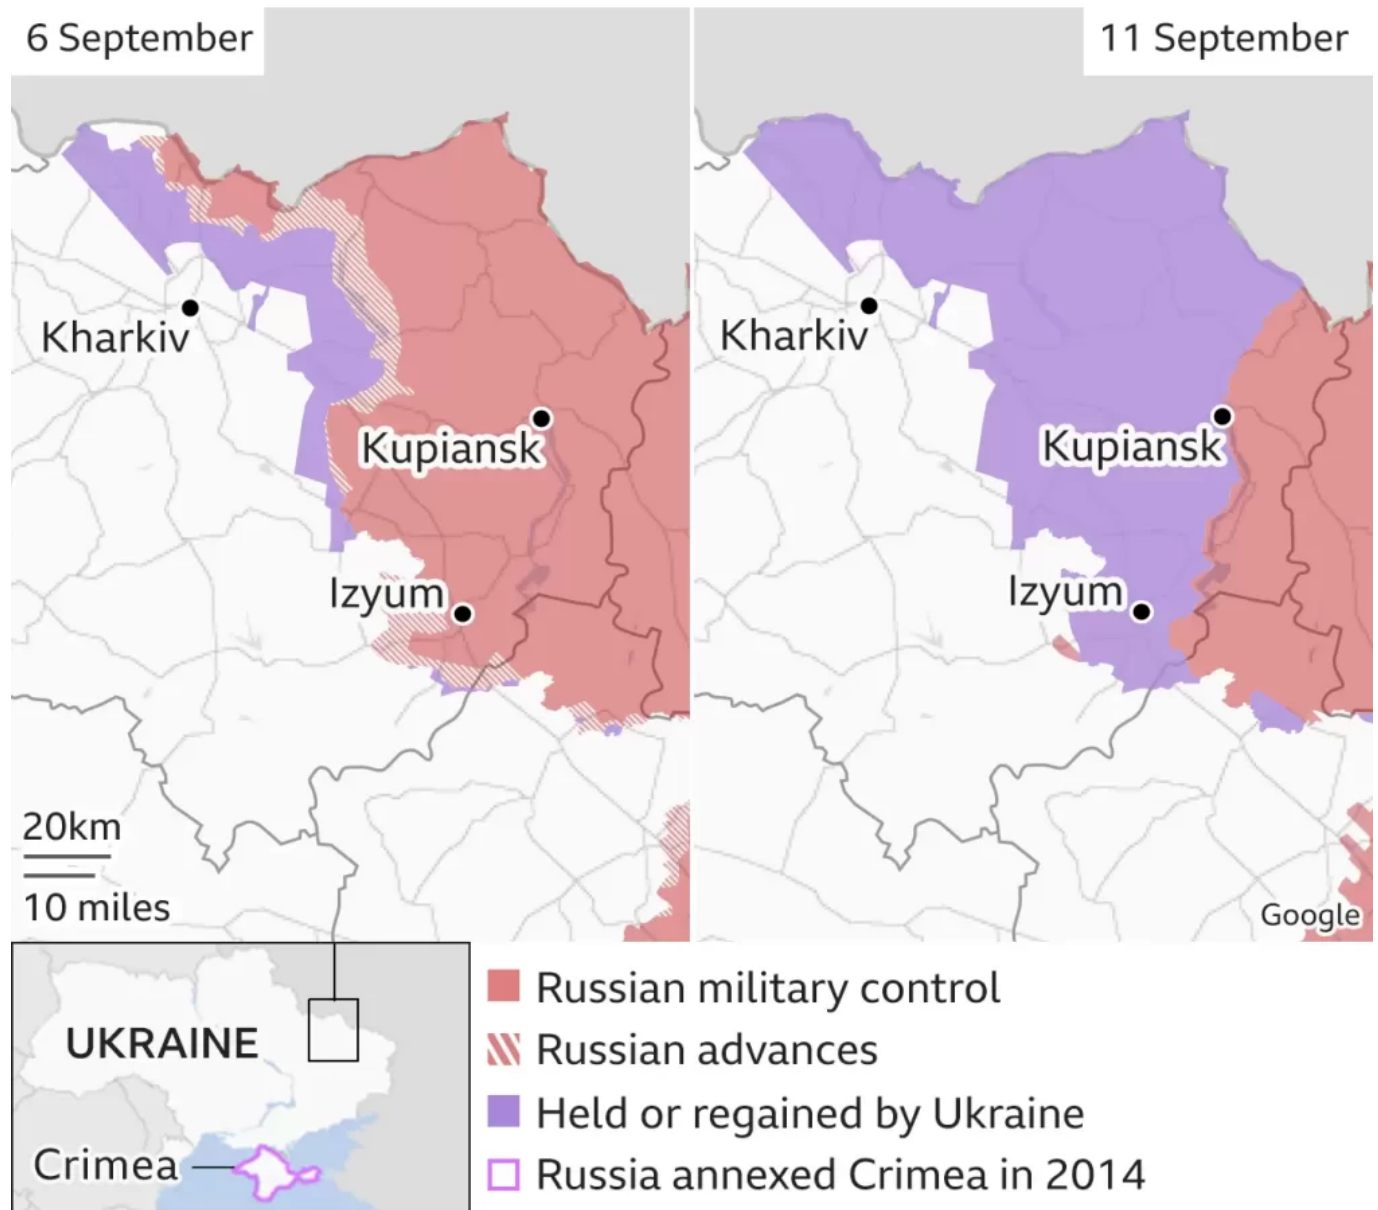 6 September
11 September
Kharkiv
Kupiansk
Izyum
20km
10 miles
Kharkiv
Kupiansk
Izyum
Google
UKRAINE
Crimea
Russian military control
Russian advances
Held or regained by Ukraine
Russia annexed Crimea in 2014